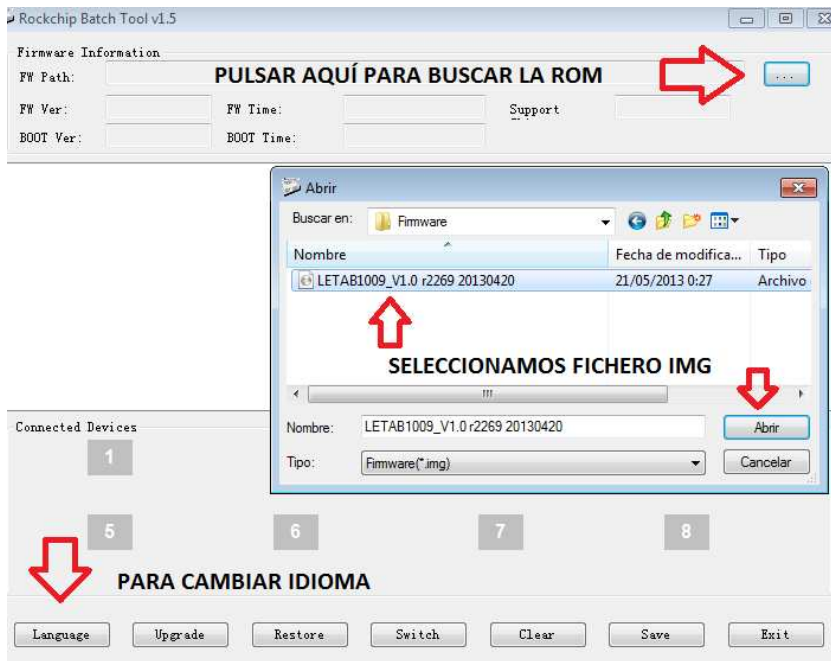 Rockchip Batch Tool v1.5
Firmware Information
FW Path:
PULSAR AQUÍ PARA BUSCAR LA ROM
...
FW Ver:
FW Time:
Support
BOOT Ver:
BOOT Time:
Abrir
Buscar en:
Firmware
Nombre
Fecha de modifica...
Tipo
LETAB1009_V1.0 r2269 20130420
21/05/2013 0:27
Archivo
SELECCIONAMOS FICHERO IMG
Nombre:
LETAB1009_V1.0 r2269 20130420
Abrir
Tipo:
Firmware(*.img)
Cancelar
Connected Devices
1
5
6
7
8
PARA CAMBIAR IDIOMA
Language
Upgrade
Restore
Switch
Clear
Save
Exit